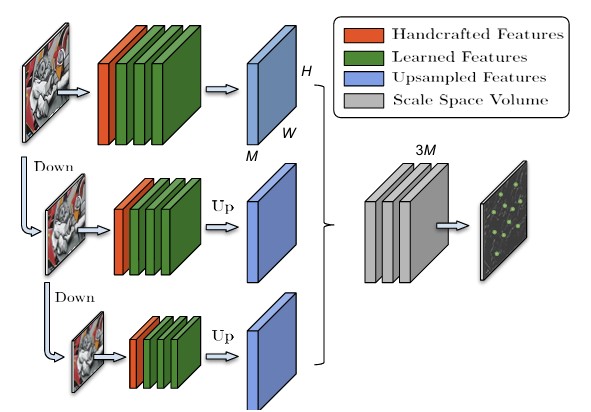 Handcrafted Features
Learned Features
Upsampled Features
Scale Space Volume
H
W
M
3M
Down
Up
Down
Up